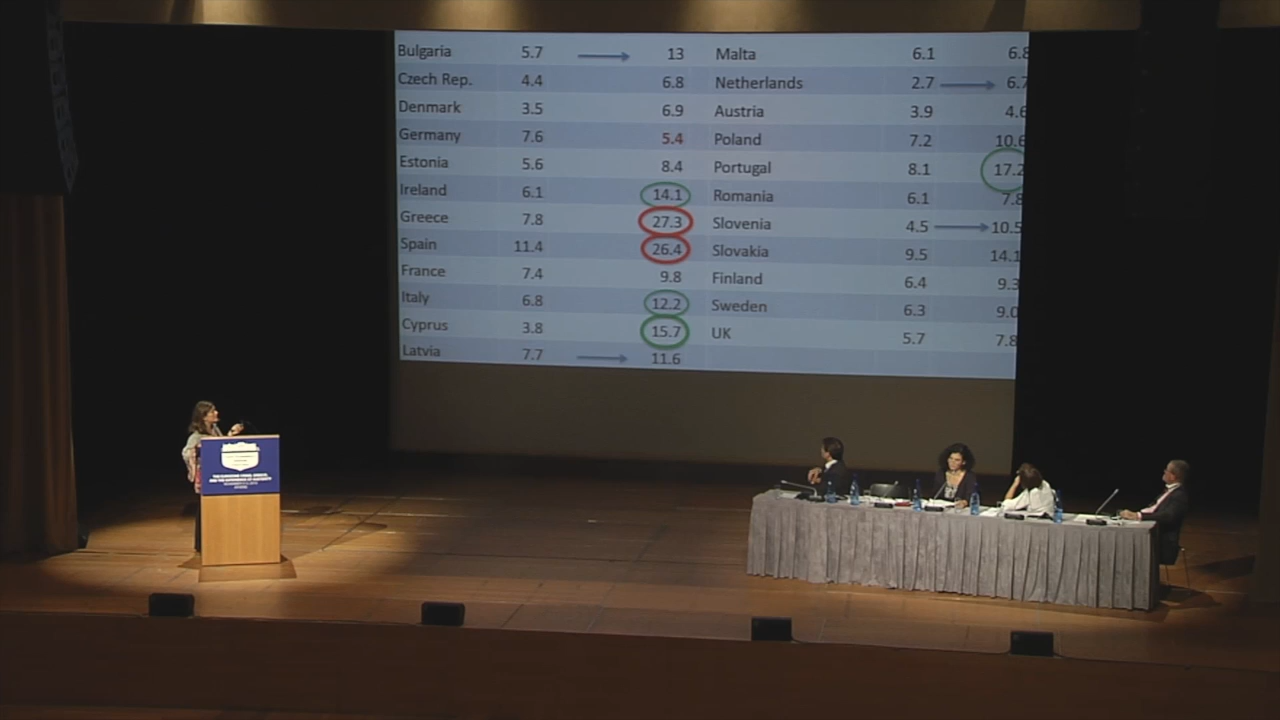 Bulgaria 5.7 13 Malta 6.1 6.8
Czech Rep. 4.4 6.8 Netherlands 2.7 6.7
Denmark 3.5 6.9 Austria 3.9 4.6
Germany 7.6 5.4 Poland 7.2 10.6
Estonia 5.6 8.4 Portugal 8.1 17.2
Ireland 6.1 14.1 Romania 6.1 7.8
Greece 7.8 27.3 Slovenia 4.5 10.5
Spain 11.4 26.4 Slovakia 9.5 14.1
France 7.4 9.8 Finland 6.4 9.3
Italy 6.8 12.2 Sweden 6.3 9.0
Cyprus 3.8 15.7 UK 5.7 7.8
Latvia 7.7 11.6